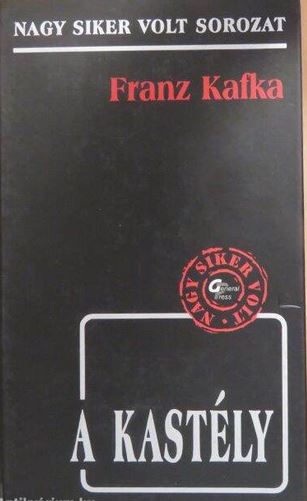 NAGY SIKER VOLT SOROZAT
Franz Kafka
NAGY SIKER VOLT •
General
Press
A KASTÉLY